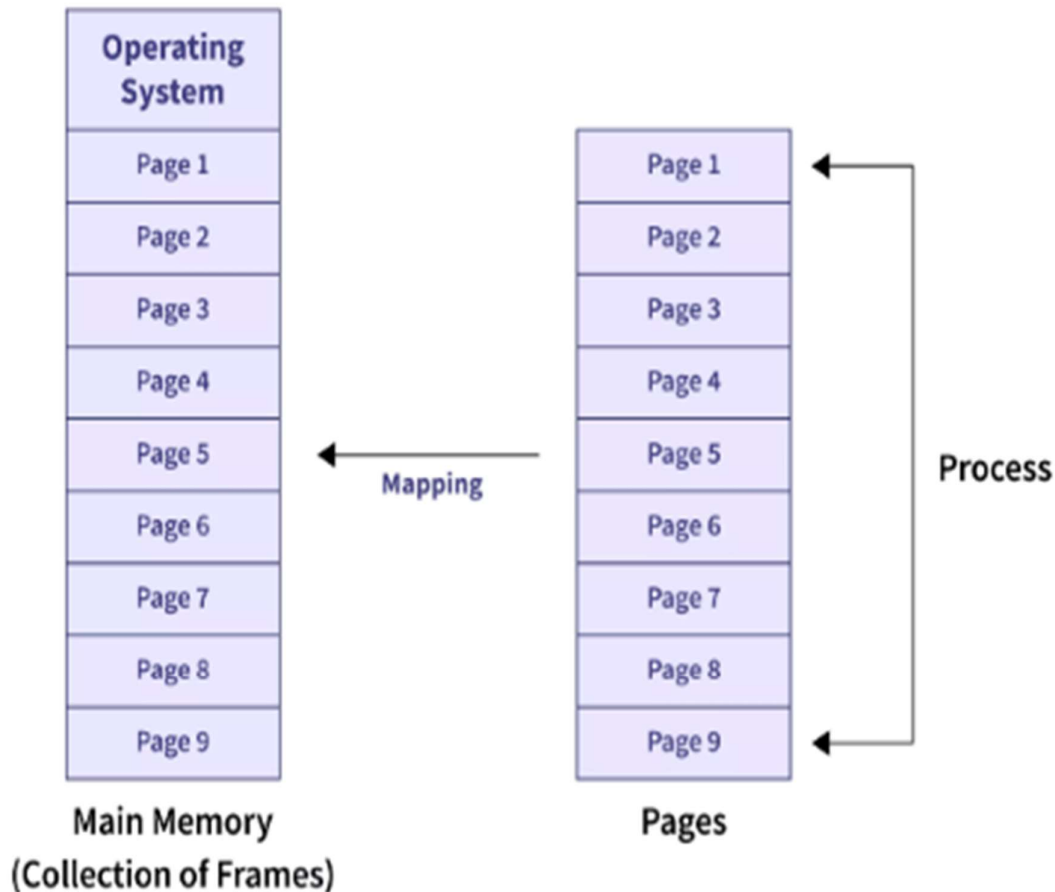 Operating
System
Page 1
Page 2
Page 3
Page 4
Page 5
Page 6
Page 7
Page 8
Page 9
Main Memory
(Collection of Frames)
Mapping
Page 1
Page 2
Page 3
Page 4
Page 5
Page 6
Page 7
Page 8
Page 9
Pages
Process